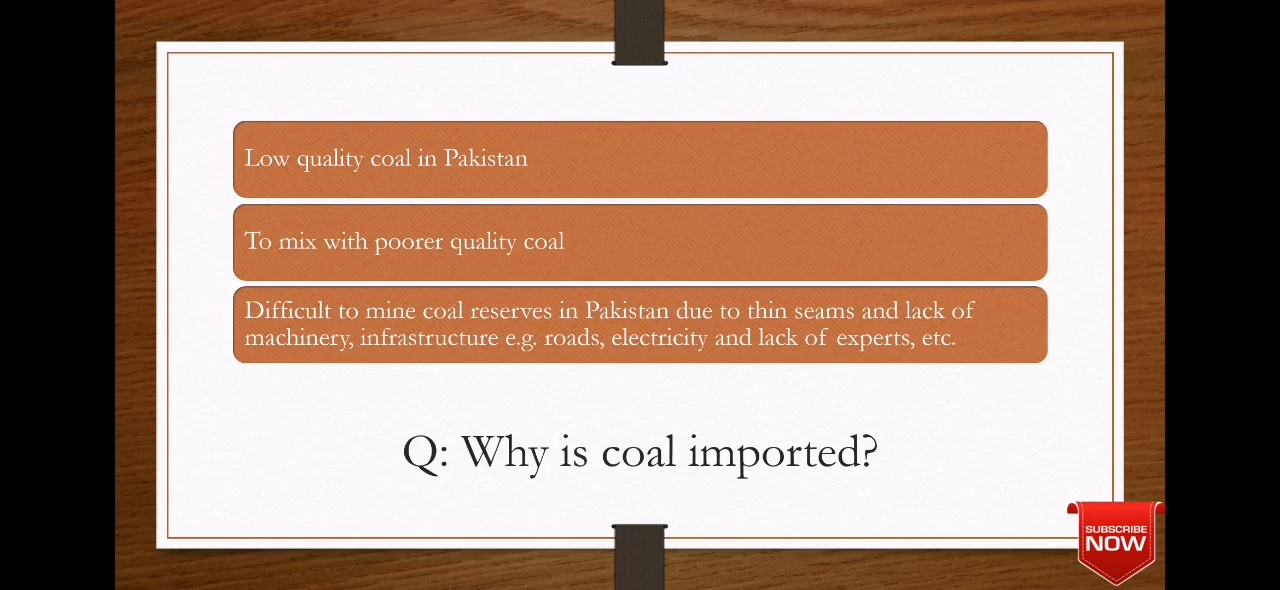 Low quality coal in Pakistan
To mix with poorer quality coal
Difficult to mine coal reserves in Pakistan due to thin seams and lack of
machinery, infrastructure e.g. roads, electricity and lack of experts, etc.
Q: Why is coal imported?
SUBSCRIBE
NOW